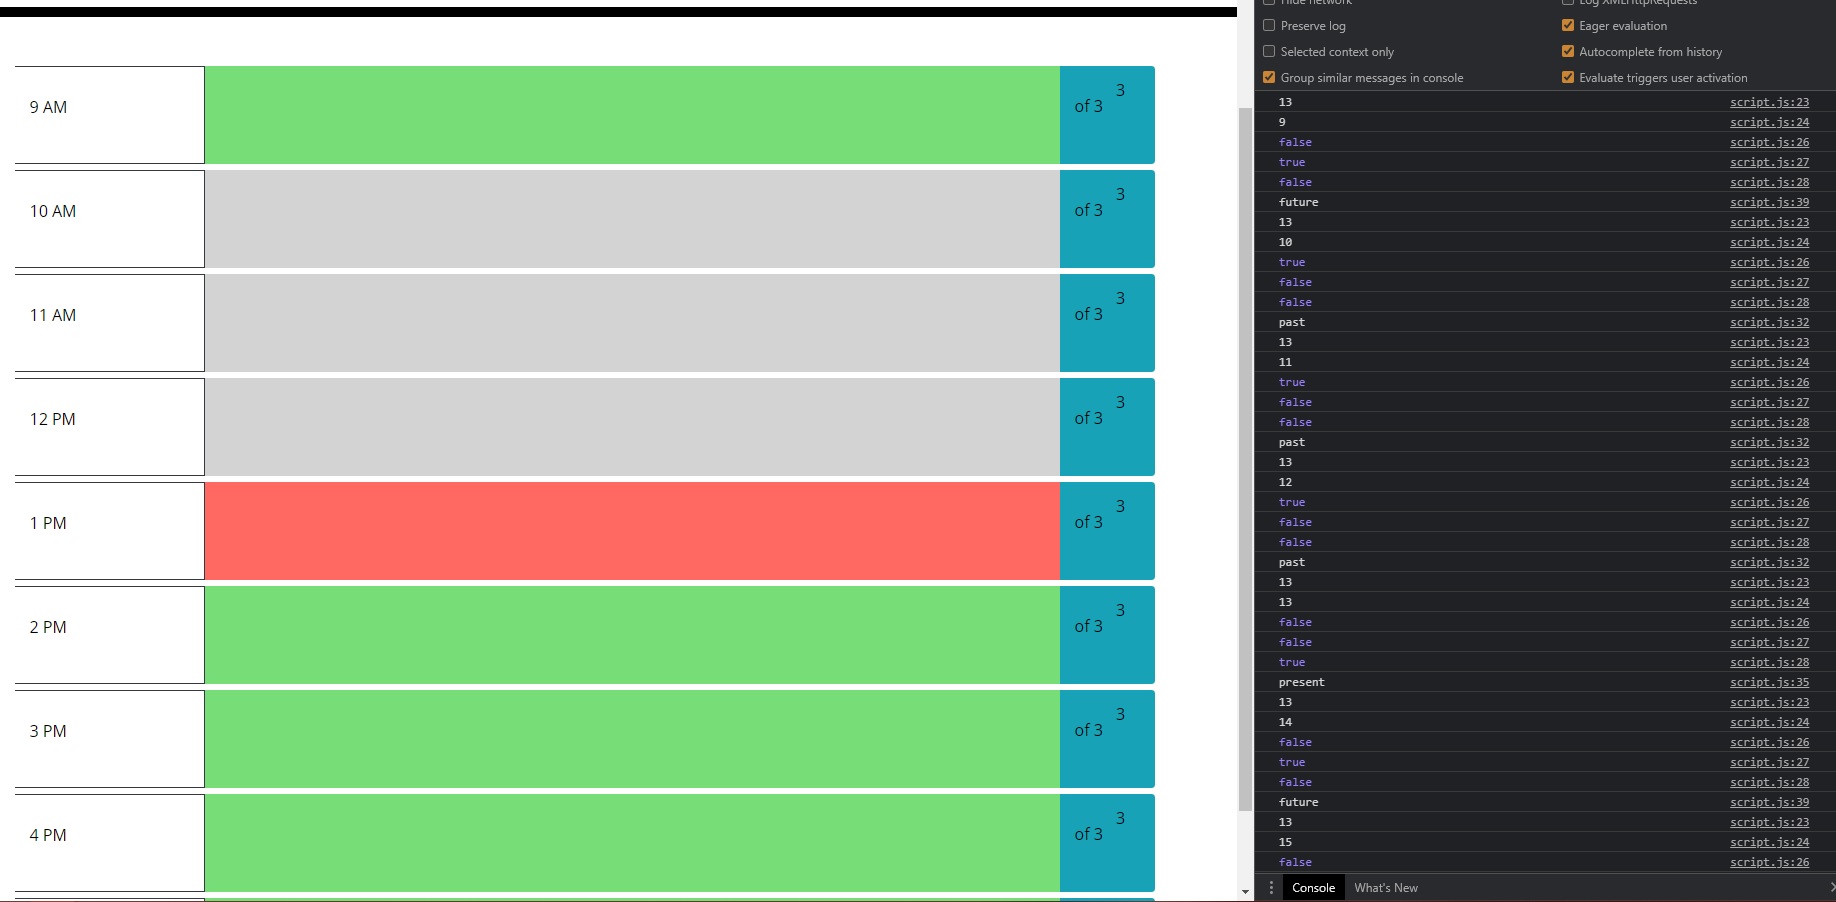 9 AM
3
of 3
10 AM
3
of 3
11 AM
3
of 3
12 PM
3
of 3
1 PM
3
of 3
2 PM
3
of 3
3 PM
3
of 3
4 PM
3
of 3
Hide network
Log XMLHttpRequests
Preserve log
Eager evaluation
Selected context only
Autocomplete from history
Group similar messages in console
Evaluate triggers user activation
13 script.js:23
9 script.js:24
false script.js:26
true script.js:27
false script.js:28
future script.js:39
13 script.js:23
10 script.js:24
true script.js:26
false script.js:27
false script.js:28
past script.js:32
13 script.js:23
11 script.js:24
true script.js:26
false script.js:27
false script.js:28
past script.js:32
13 script.js:23
12 script.js:24
true script.js:26
false script.js:27
false script.js:28
past script.js:32
13 script.js:23
13 script.js:24
false script.js:26
false script.js:27
true script.js:28
present script.js:35
13 script.js:23
14 script.js:24
false script.js:26
true script.js:27
false script.js:28
future script.js:39
13 script.js:23
15 script.js:24
false script.js:26
Console What's New